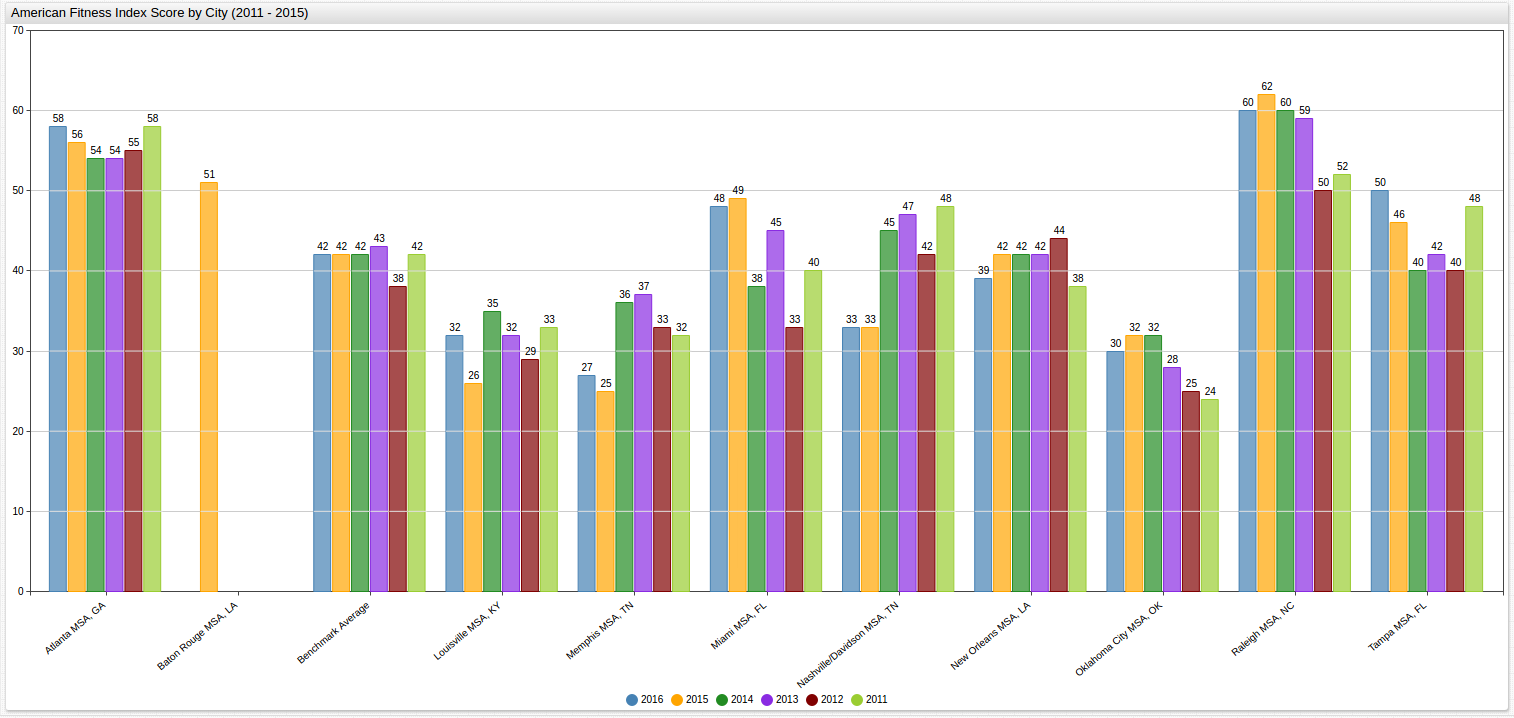 American Fitness Index Score by City (2011 - 2015)
70
60
50
40
30
20
10
0
58 56 54 54 55 58
51
42 42 42 43 38 42
32 26 35 32 29 33
27 25 36 37 33 32
48 49 38 45 33 40
33 33 45 47 42 48
39 42 42 42 44 38
30 32 32 28 25 24
60 62 60 59 50 52
50 46 40 42 40 48
Atlanta MSA, GA
Baton Rouge MSA, LA
Benchmark Average
Louisville MSA, KY
Memphis MSA, TN
Miami MSA, FL
Nashville/Davidson MSA, TN
New Orleans MSA, LA
Oklahoma City MSA, OK
Raleigh MSA, NC
Tampa MSA, FL
2016 2015 2014 2013 2012 2011